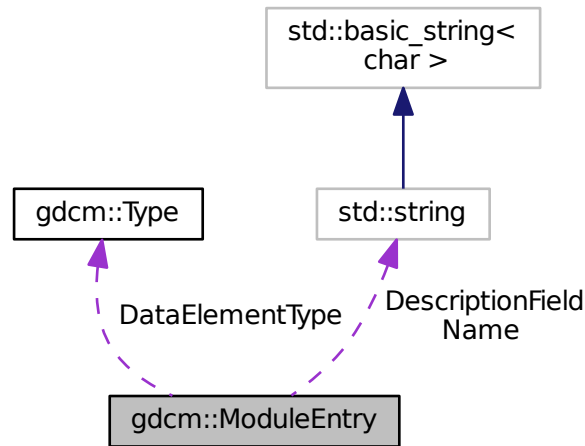 std::basic_string<
char >
gdcm::Type
std::string
DataElementType
DescriptionField
Name
gdcm::ModuleEntry